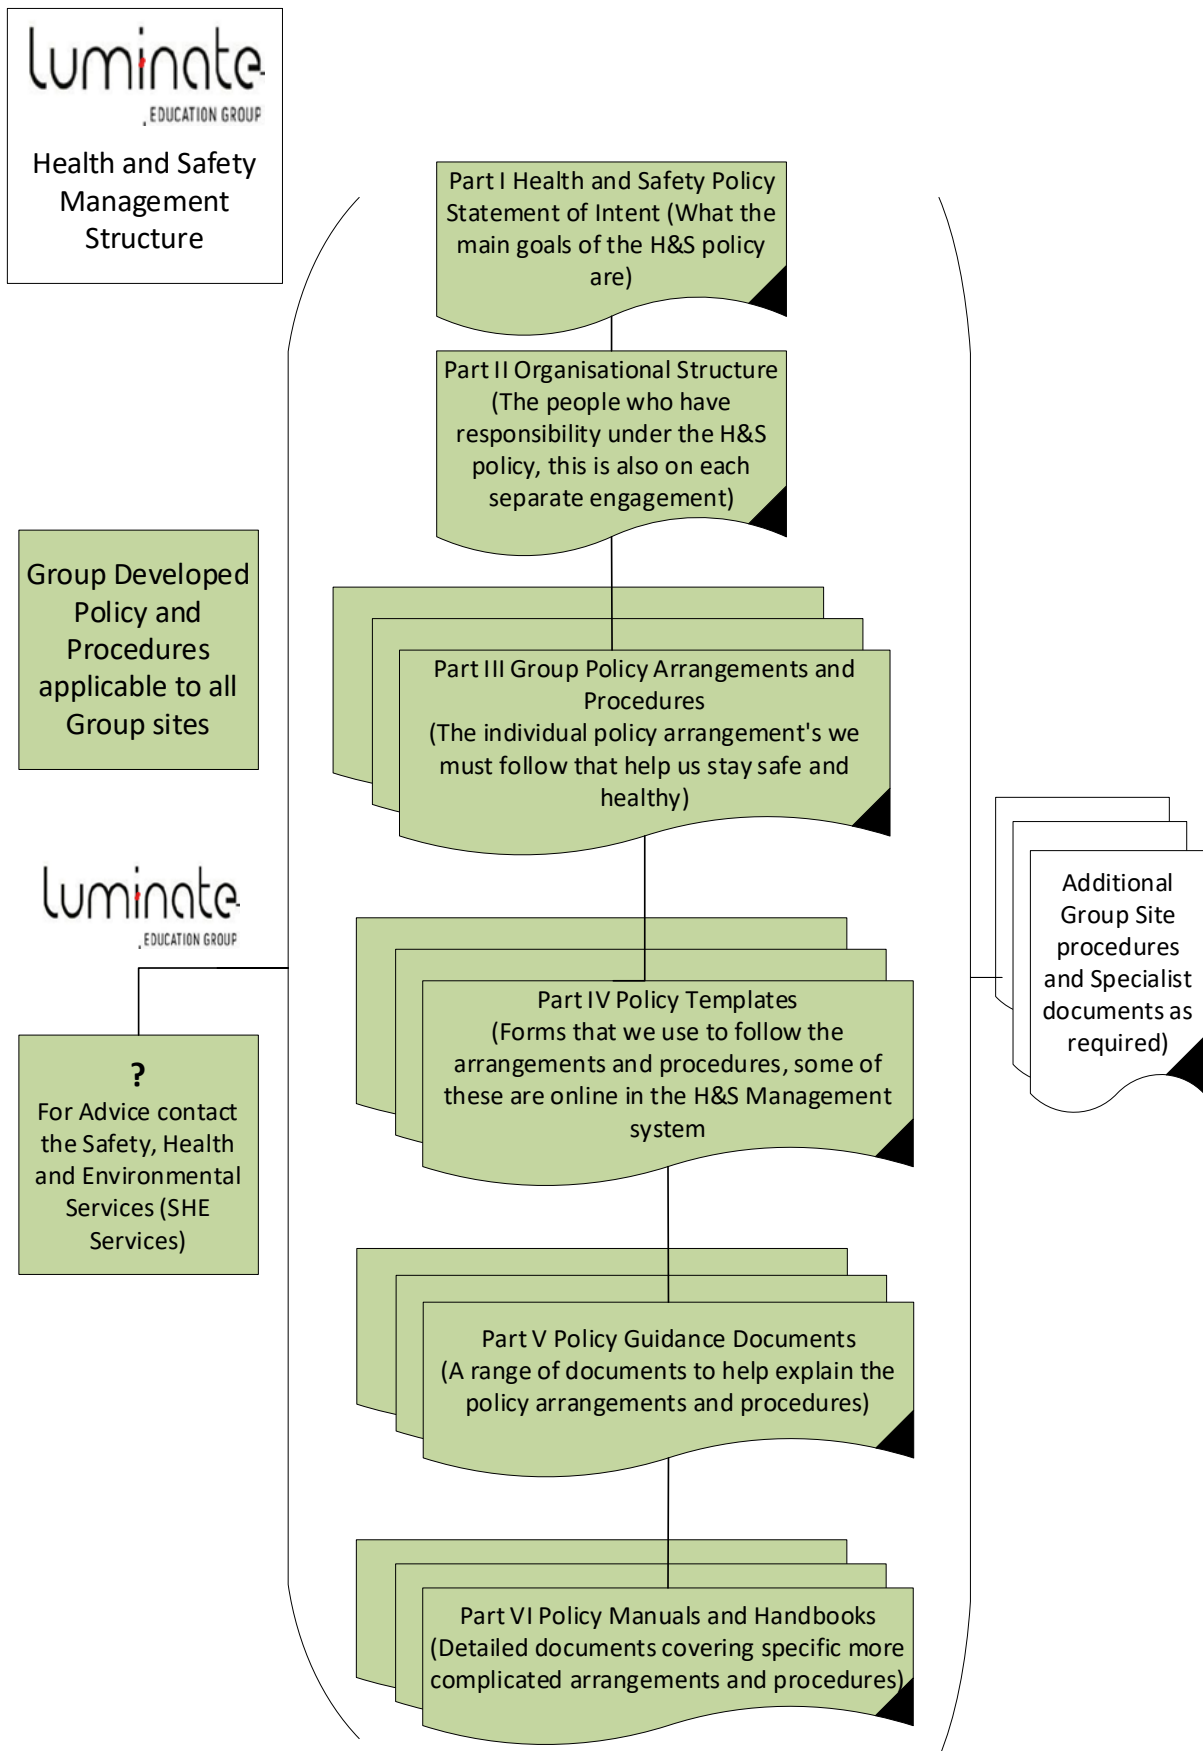 luminate
EDUCATION GROUP
Health and Safety
Management
Structure
Part I Health and Safety Policy
Statement of Intent (What the
main goals of the H&S policy
are)
Part II Organisational Structure
(The people who have
responsibility under the H&S
policy, this is also on each
separate engagement)
Group Developed
Policy and
Procedures
applicable to all
Group sites
Part III Group Policy Arrangements and
Procedures
(The individual policy arrangement's we
must follow that help us stay safe and
healthy)
luminate
EDUCATION GROUP
Additional
Group Site
procedures
and Specialist
documents as
required)
Part IV Policy Templates
(Forms that we use to follow the
arrangements and procedures, some of
these are online in the H&S Management
system
?
For Advice contact
the Safety, Health
and Environmental
Services (SHE
Services)
Part V Policy Guidance Documents
(A range of documents to help explain the
policy arrangements and procedures)
Part VI Policy Manuals and Handbooks
(Detailed documents covering specific more
complicated arrangements and procedures)